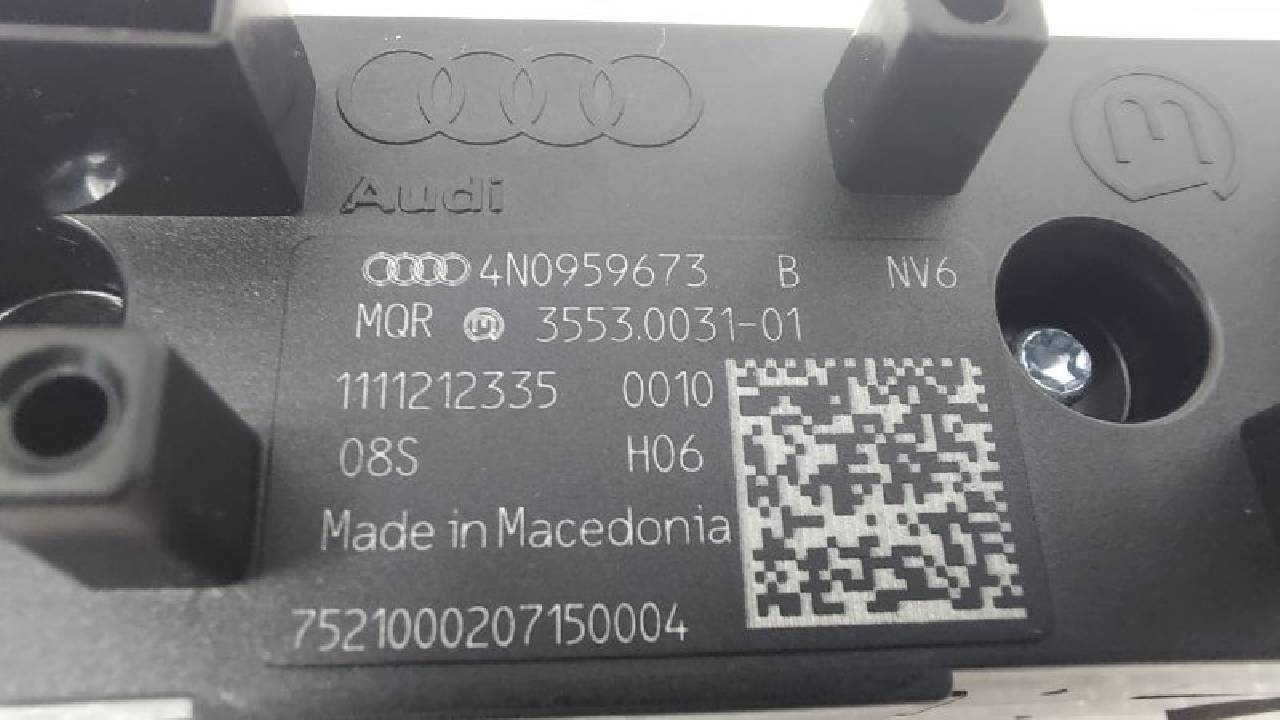 Audi
4N0959673 B NV6
MQR m 3553.0031-01
1111212335 0010
08S H06
Made in Macedonia
7521000207150004